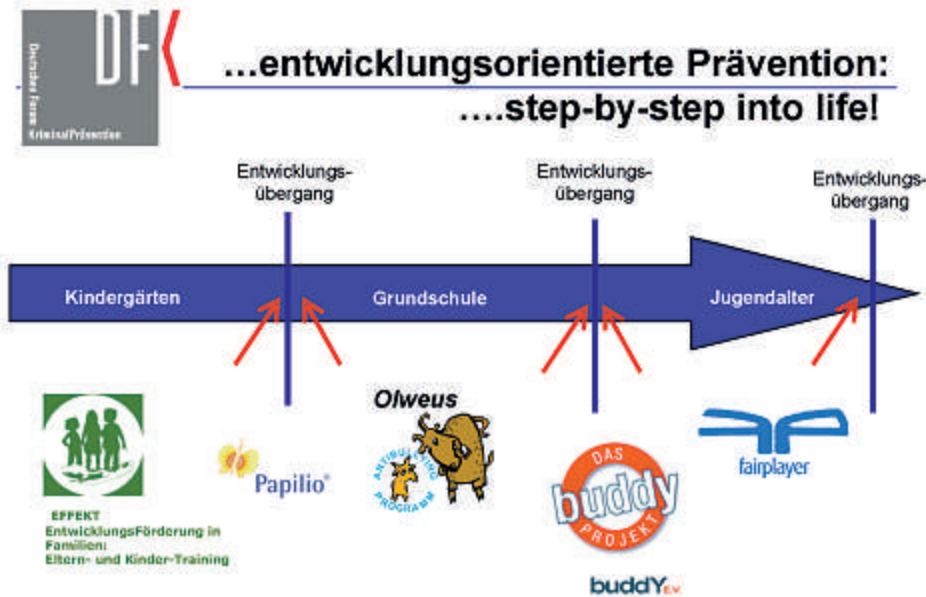 DF
Deutsches Forum
KriminalPrävention
...entwicklungsorientierte Prävention:
....step-by-step into life!
Entwicklungs-
übergang
Entwicklungs-
übergang
Entwicklungs-
übergang
Kindergärten
Grundschule
Jugendalter
EFFEKT
EntwicklungsFörderung in
Familien:
Eltern- und Kinder-Training
Papilio®
Olweus
ANTIBULLYING
PROGRAMM
DAS
buddy
PROJEKT
buddY E.V.
fairplayer